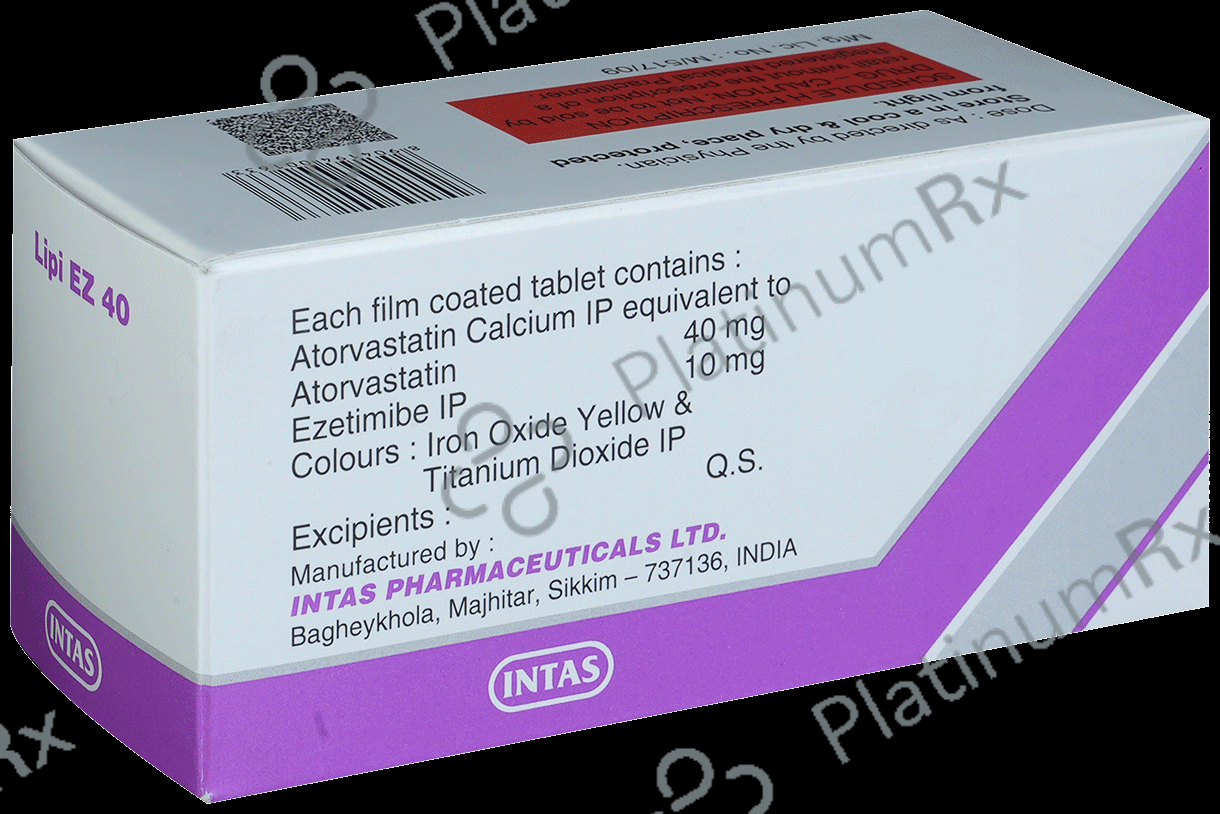 Mfg. Lic. No. : M/517/09
SCHEDULE H PRESCRIPTION
DRUG – CAUTION Not to be sold by
retail without the prescription of a
Registered Medical Practitioner.
Dose : As directed by the Physician.
Store in a cool & dry place, protected
from light.
Lipi EZ 40
Each film coated tablet contains :
Atorvastatin Calcium IP equivalent to
Atorvastatin 40 mg
Ezetimibe IP 10 mg
Colours : Iron Oxide Yellow &
Titanium Dioxide IP
Excipients : Q.S.
Manufactured by :
INTAS PHARMACEUTICALS LTD.
Bagheykhola, Majhitar, Sikkim – 737136, INDIA
INTAS
INTAS
PlatinumRx
PlatinumRx